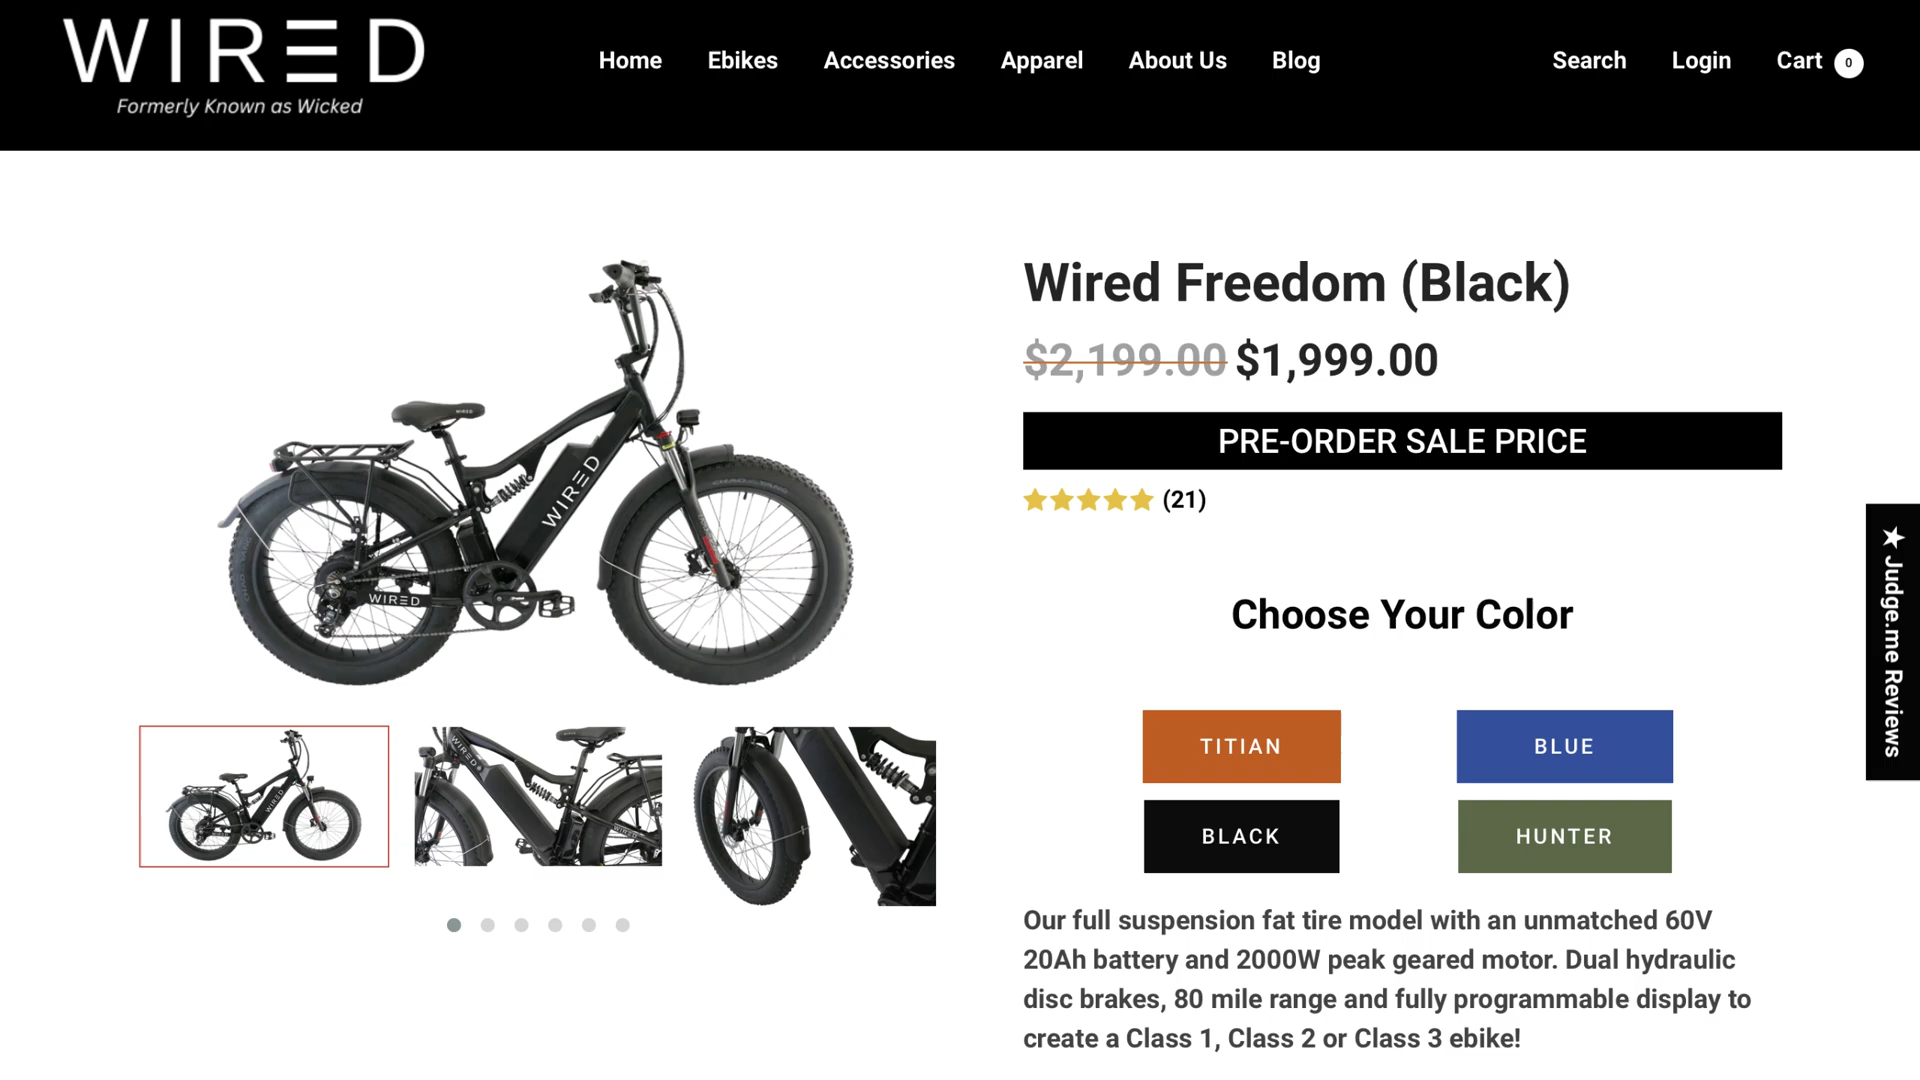 WIRED
Formerly Known as Wicked
Home
Ebikes
Accessories
Apparel
About Us
Blog
Search
Login
Cart 0
Wired Freedom (Black)
$2,199.00 $1,999.00
PRE-ORDER SALE PRICE
(21)
Choose Your Color
TITIAN
BLUE
BLACK
HUNTER
Our full suspension fat tire model with an unmatched 60V
20Ah battery and 2000W peak geared motor. Dual hydraulic
disc brakes, 80 mile range and fully programmable display to
create a Class 1, Class 2 or Class 3 ebike!
★ Judge.me Reviews
WIRED
WIRED
WIRED
WIRED
WIRED